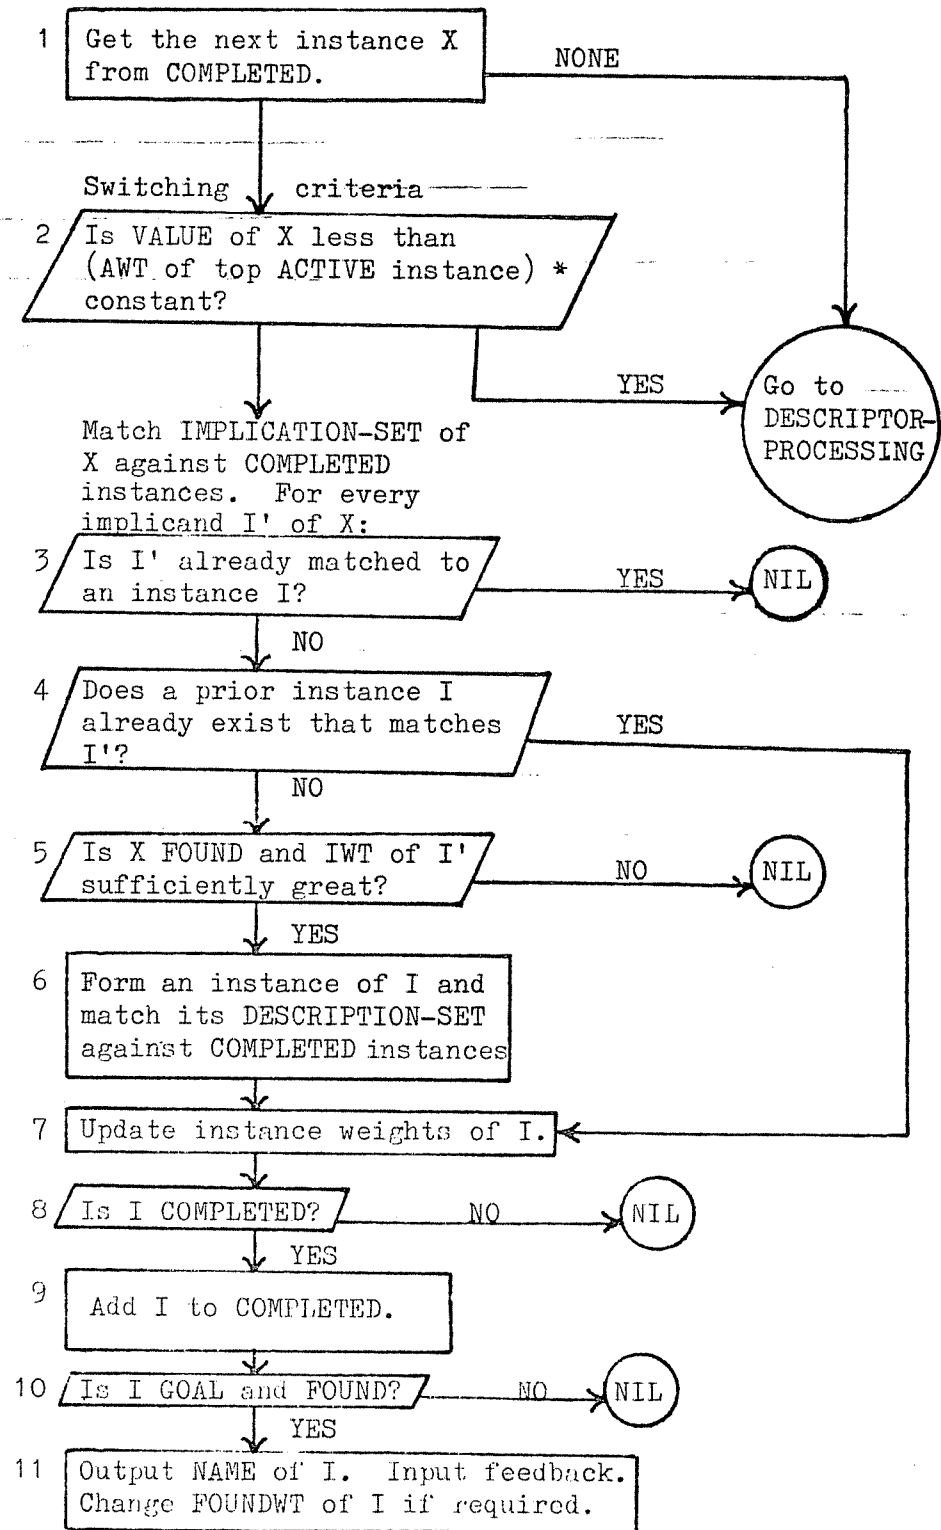 1 Get the next instance X
from COMPLETED.
NONE
Switching criteria
2 Is VALUE of X less than
(AWT of top ACTIVE instance) *
constant?
YES
Go to
DESCRIPTOR-
PROCESSING
Match IMPLICATION-SET of
X against COMPLETED
instances. For every
implicand I' of X:
3 Is I' already matched to
an instance I?
YES
NIL
NO
4 Does a prior instance I
already exist that matches
I'?
YES
NO
5 Is X FOUND and IWT of I'
sufficiently great?
NO
NIL
YES
6 Form an instance of I and
match its DESCRIPTION-SET
against COMPLETED instances
7 Update instance weights of I.
8 Is I COMPLETED?
NO
NIL
YES
9 Add I to COMPLETED.
10 Is I GOAL and FOUND?
NO
NIL
YES
11 Output NAME of I. Input feedback.
Change FOUNDWT of I if required.